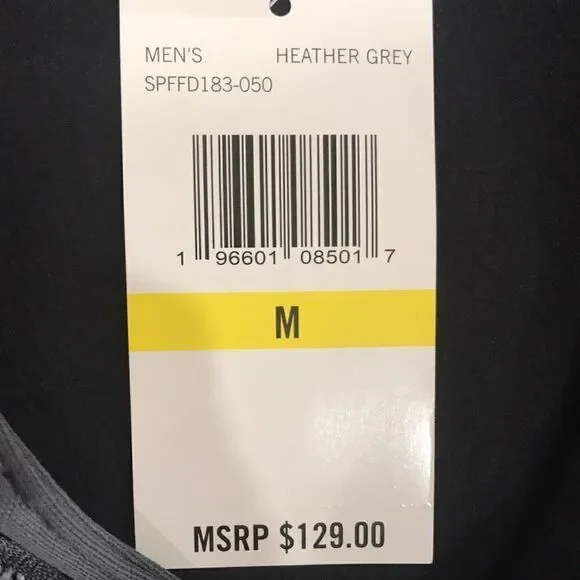 MEN'S HEATHER GREY
SPFFD183-050
1 96601 08501 7
M
MSRP $129.00